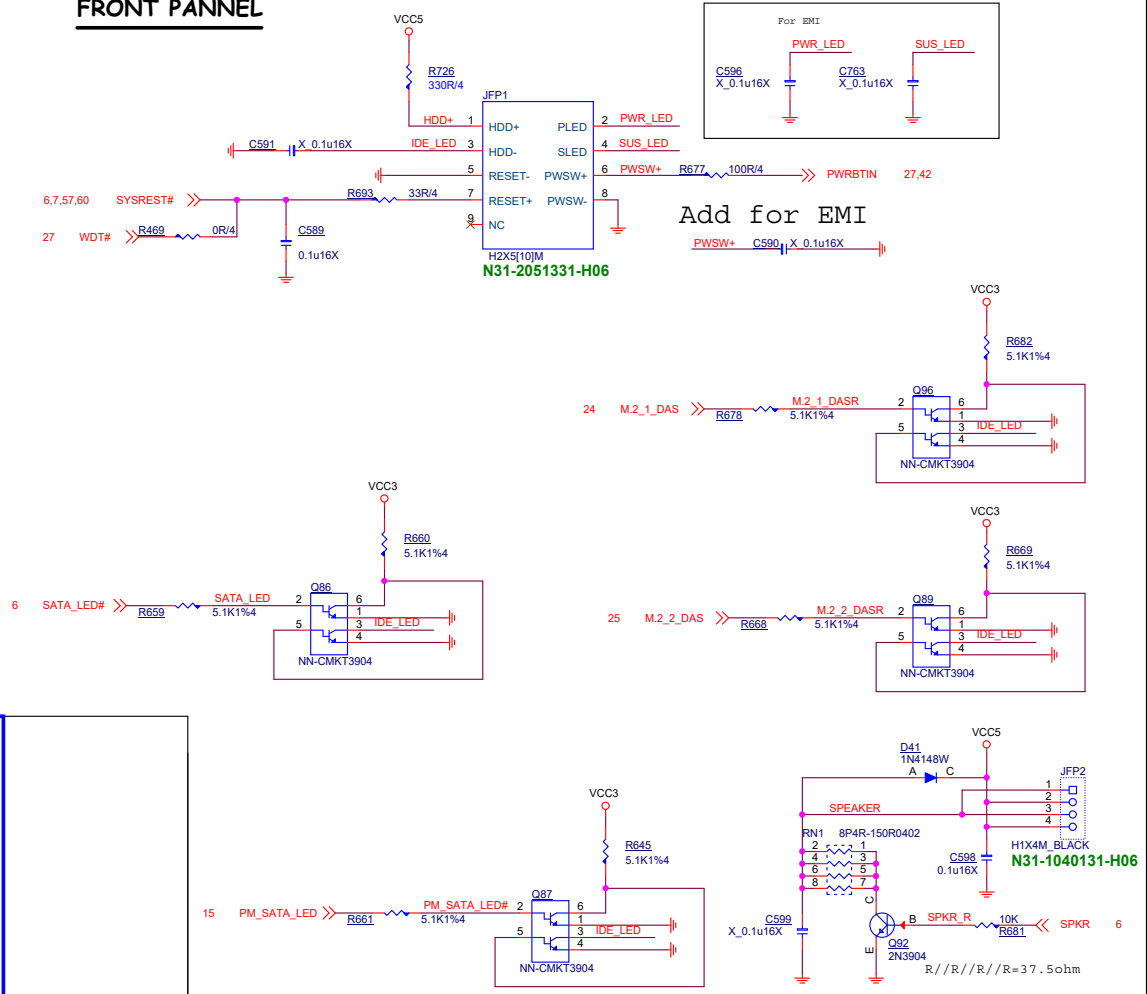 FRONT PANNEL
VCC5
R726
330R/4
For EMI
PWR_LED
SUS_LED
C596
X_0.1u16X
C763
X_0.1u16X
JFP1
HDD+ 1 HDD+ PLED 2 PWR_LED
C591 X_0.1u16X IDE_LED 3 HDD- SLED 4 SUS_LED
5 RESET- PWSW+ 6 PWSW+ R677 100R/4 PWRBTIN 27,42
6,7,57,60 SYSREST# R693 33R/4 7 RESET+ PWSW- 8
9 NC
27 WDT# R469 0R/4
C589
0.1u16X
H2X5[10]M
N31-2051331-H06
Add for EMI
PWSW+ C590 X_0.1u16X
VCC3
R682
5.1K1%4
Q96
24 M.2_1_DAS R678 M.2_1_DASR 5.1K1%4 2 6
1
5 3 IDE_LED
4
NN-CMKT3904
VCC3
R660
5.1K1%4
Q86
6 SATA_LED# R659 SATA_LED 5.1K1%4 2 6
1
5 3 IDE_LED
4
NN-CMKT3904
VCC3
R669
5.1K1%4
Q89
25 M.2_2_DAS R668 M.2_2_DASR 5.1K1%4 2 6
1
5 3 IDE_LED
4
NN-CMKT3904
VCC3
R645
5.1K1%4
Q87
15 PM_SATA_LED R661 PM_SATA_LED# 5.1K1%4 2 6
1
5 3 IDE_LED
4
NN-CMKT3904
VCC5
D41
1N4148W
A C
JFP2
1
2
SPEAKER 3
4
H1X4M_BLACK
N31-1040131-H06
RN1 8P4R-150R0402
2 1
4 3
6 5
8 7
C598
0.1u16X
C599
X_0.1u16X
C
B SPKR_R 10K SPKR 6
R681
E
Q92
2N3904
R//R//R//R=37.5ohm